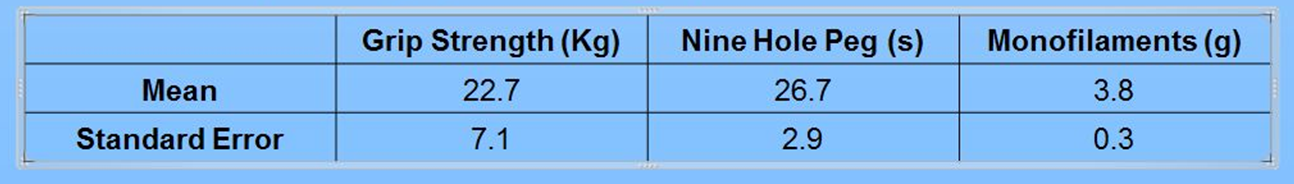 Grip Strength (Kg) Nine Hole Peg (s) Monofilaments (g)
Mean 22.7 26.7 3.8
Standard Error 7.1 2.9 0.3